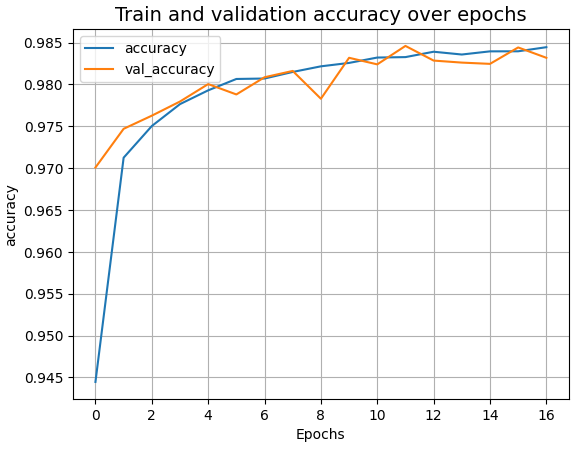 Train and validation accuracy over epochs
accuracy
val_accuracy
0.985
0.980
0.975
0.970
0.965
0.960
0.955
0.950
0.945
accuracy
0 2 4 6 8 10 12 14 16
Epochs